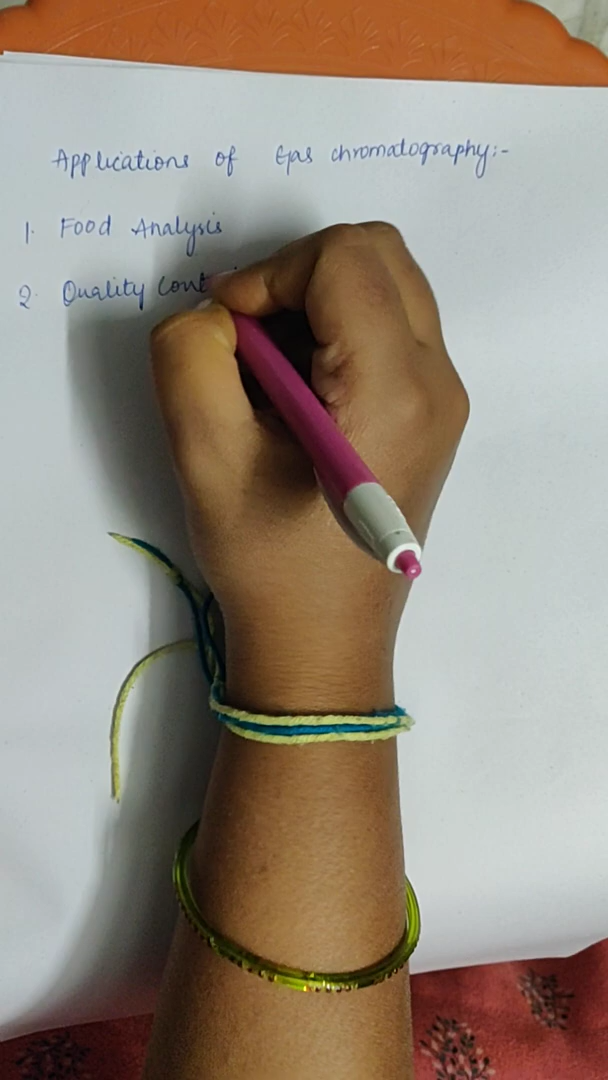 Applications of Gas chromatography:-
1. Food Analysis
2. Quality Cont